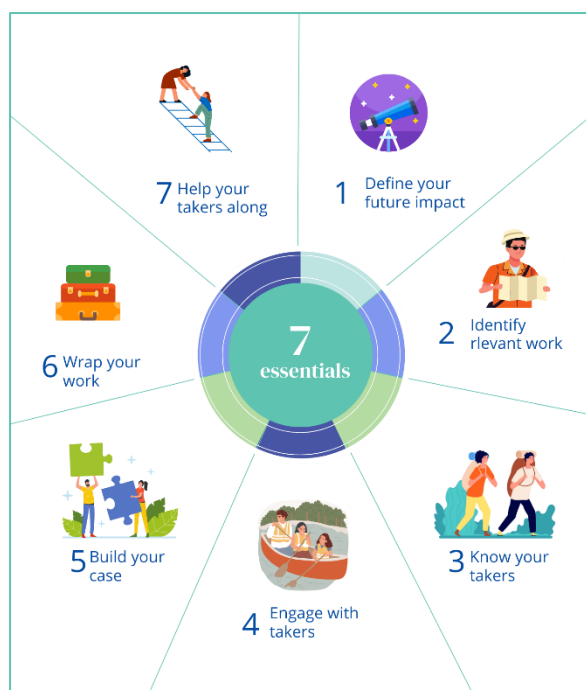 7
essentials
1 Define your
future impact
2 Identify
rlevant work
3 Know your
takers
4 Engage with
takers
5 Build your
case
6 Wrap your
work
7 Help your
takers along